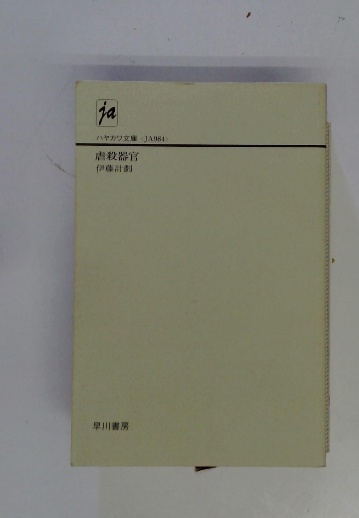 ja
ハヤカワ文庫〈JA984〉
虐殺器官
伊藤計劃
早川書房